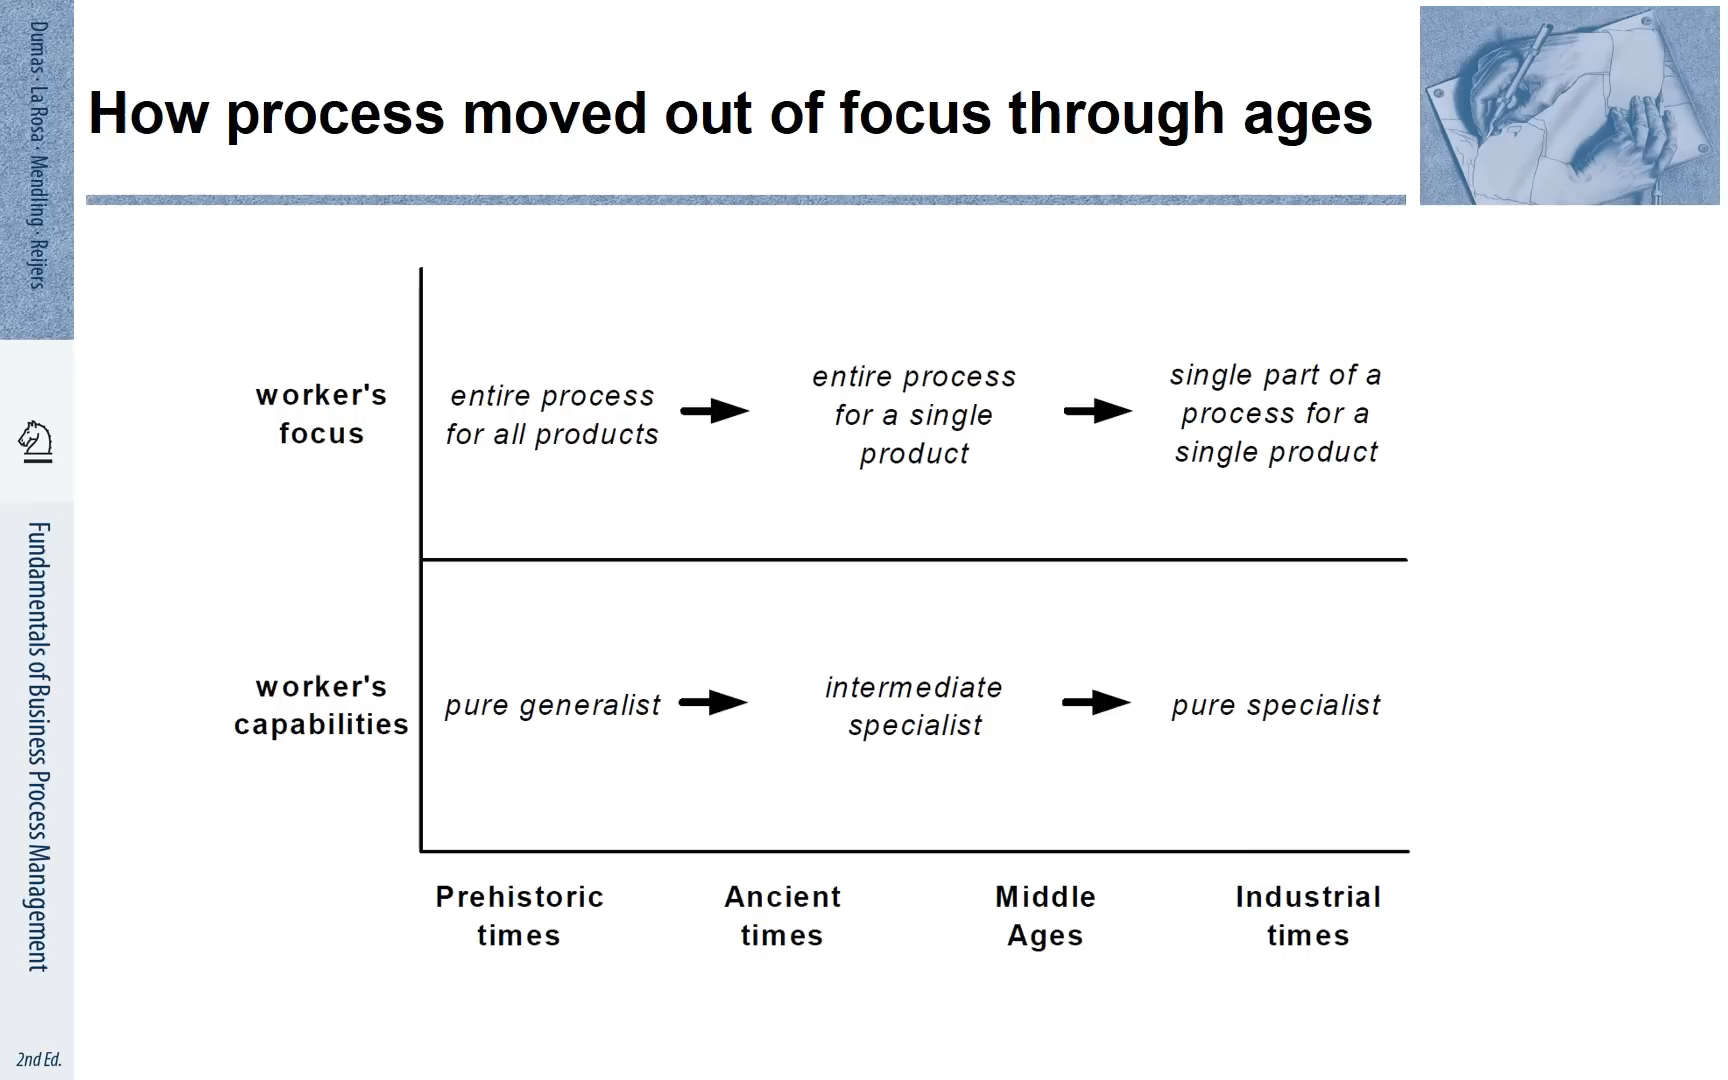 Dumas · La Rosa · Mendling · Reijers
How process moved out of focus through ages
worker's
focus
entire process
for all products
entire process
for a single
product
single part of a
process for a
single product
worker's
capabilities
pure generalist
intermediate
specialist
pure specialist
Prehistoric
times
Ancient
times
Middle
Ages
Industrial
times
Fundamentals of Business Process Management
2nd Ed.